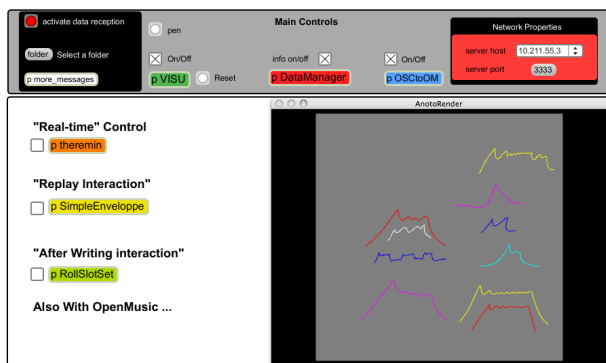 activate data reception
folder Select a folder
p more_messages
pen
Main Controls
On/Off
info on/off
On/Off
p VISU
Reset
p DataManager
p OSCtoOM
Network Properties
server host 10.211.55.3
server port 3333
"Real-time" Control
p theremin
"Replay Interaction"
p SimpleEnveloppe
"After Writing interaction"
p RollSlotSet
Also With OpenMusic ...
AnotoRender